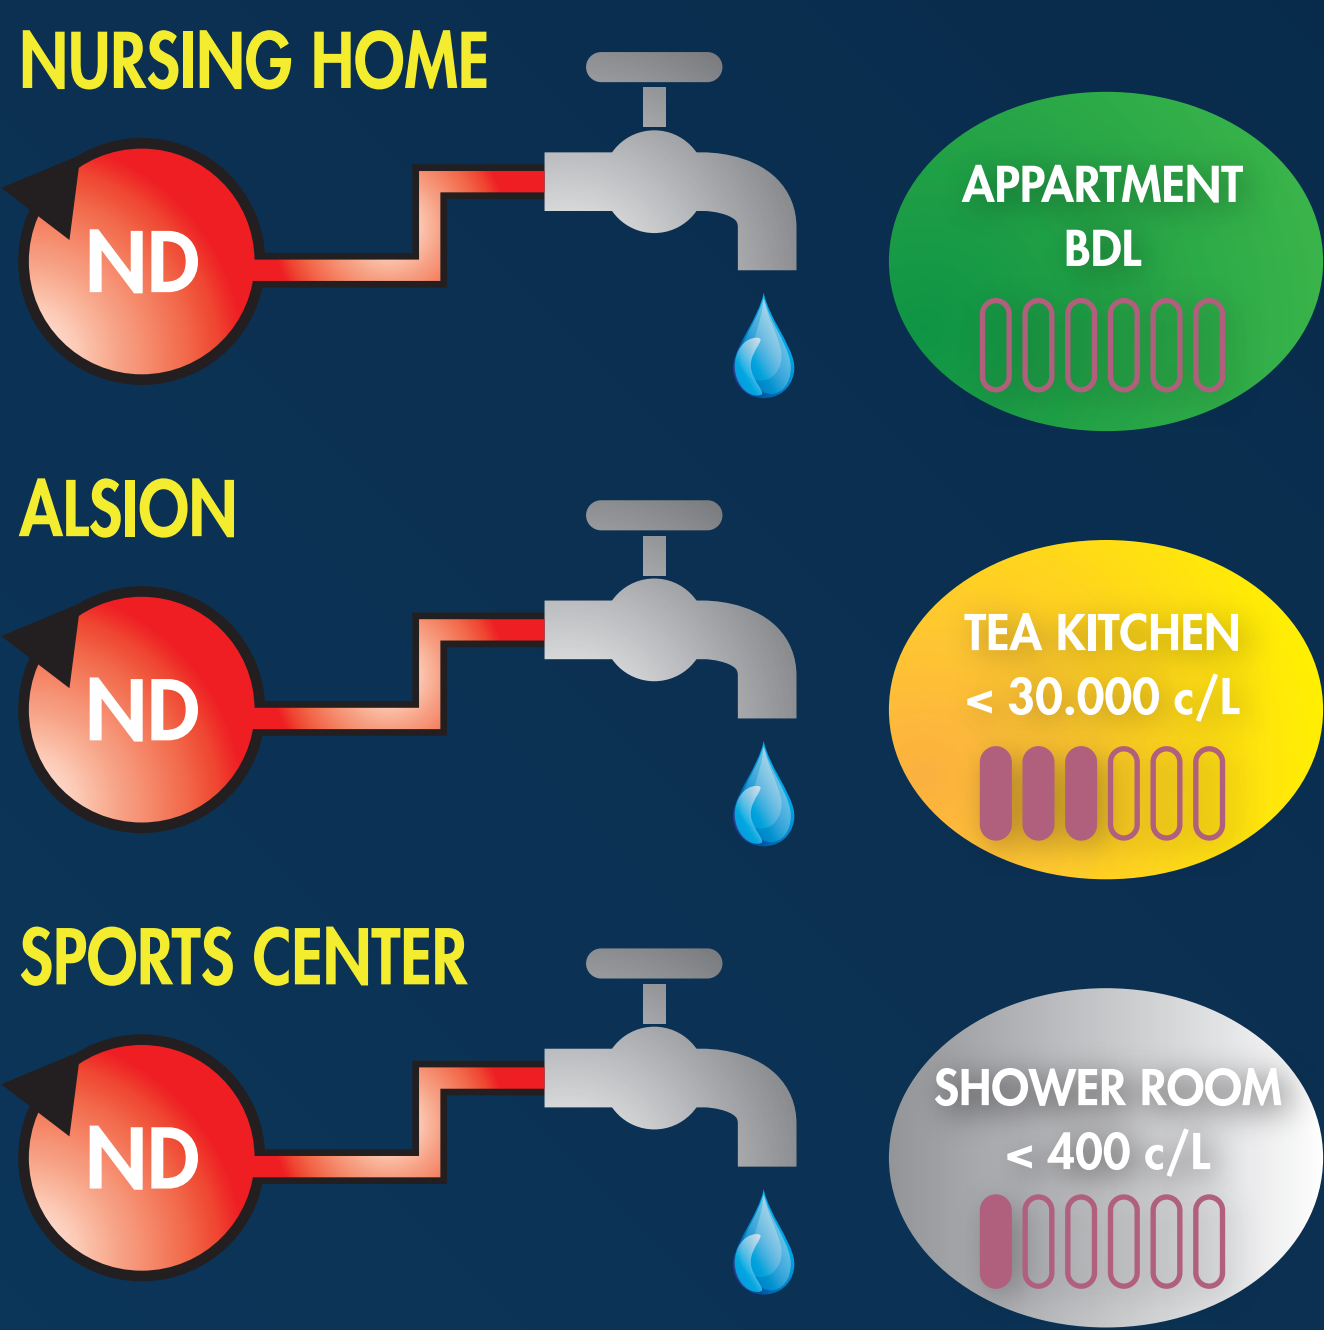 NURSING HOME
ND
APPARTMENT
BDL
ALSION
ND
TEA KITCHEN
< 30.000 c/L
SPORTS CENTER
ND
SHOWER ROOM
< 400 c/L